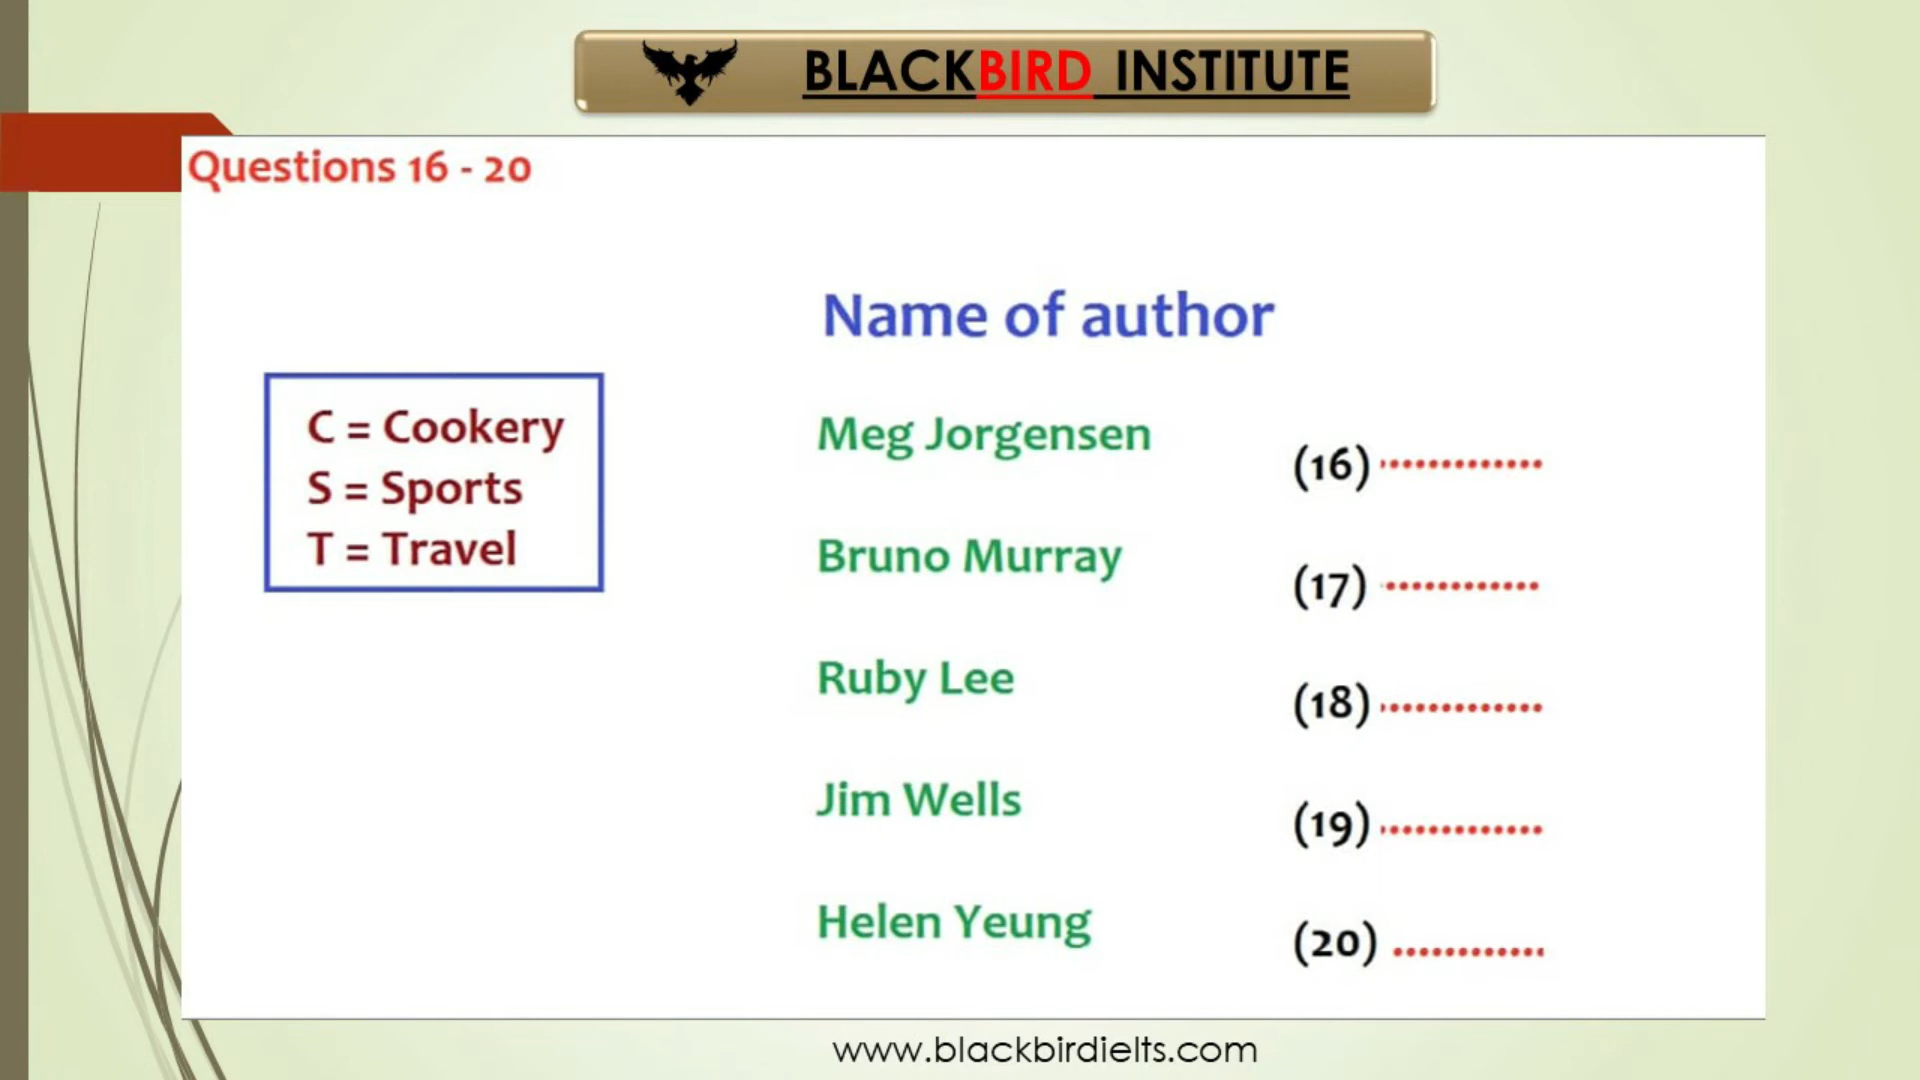 BLACKBIRD INSTITUTE
Questions 16 - 20
Name of author
C = Cookery
S = Sports
T = Travel
Meg Jorgensen (16) .............
Bruno Murray (17) .............
Ruby Lee (18) .............
Jim Wells (19) .............
Helen Yeung (20) .............
www.blackbirdielts.com